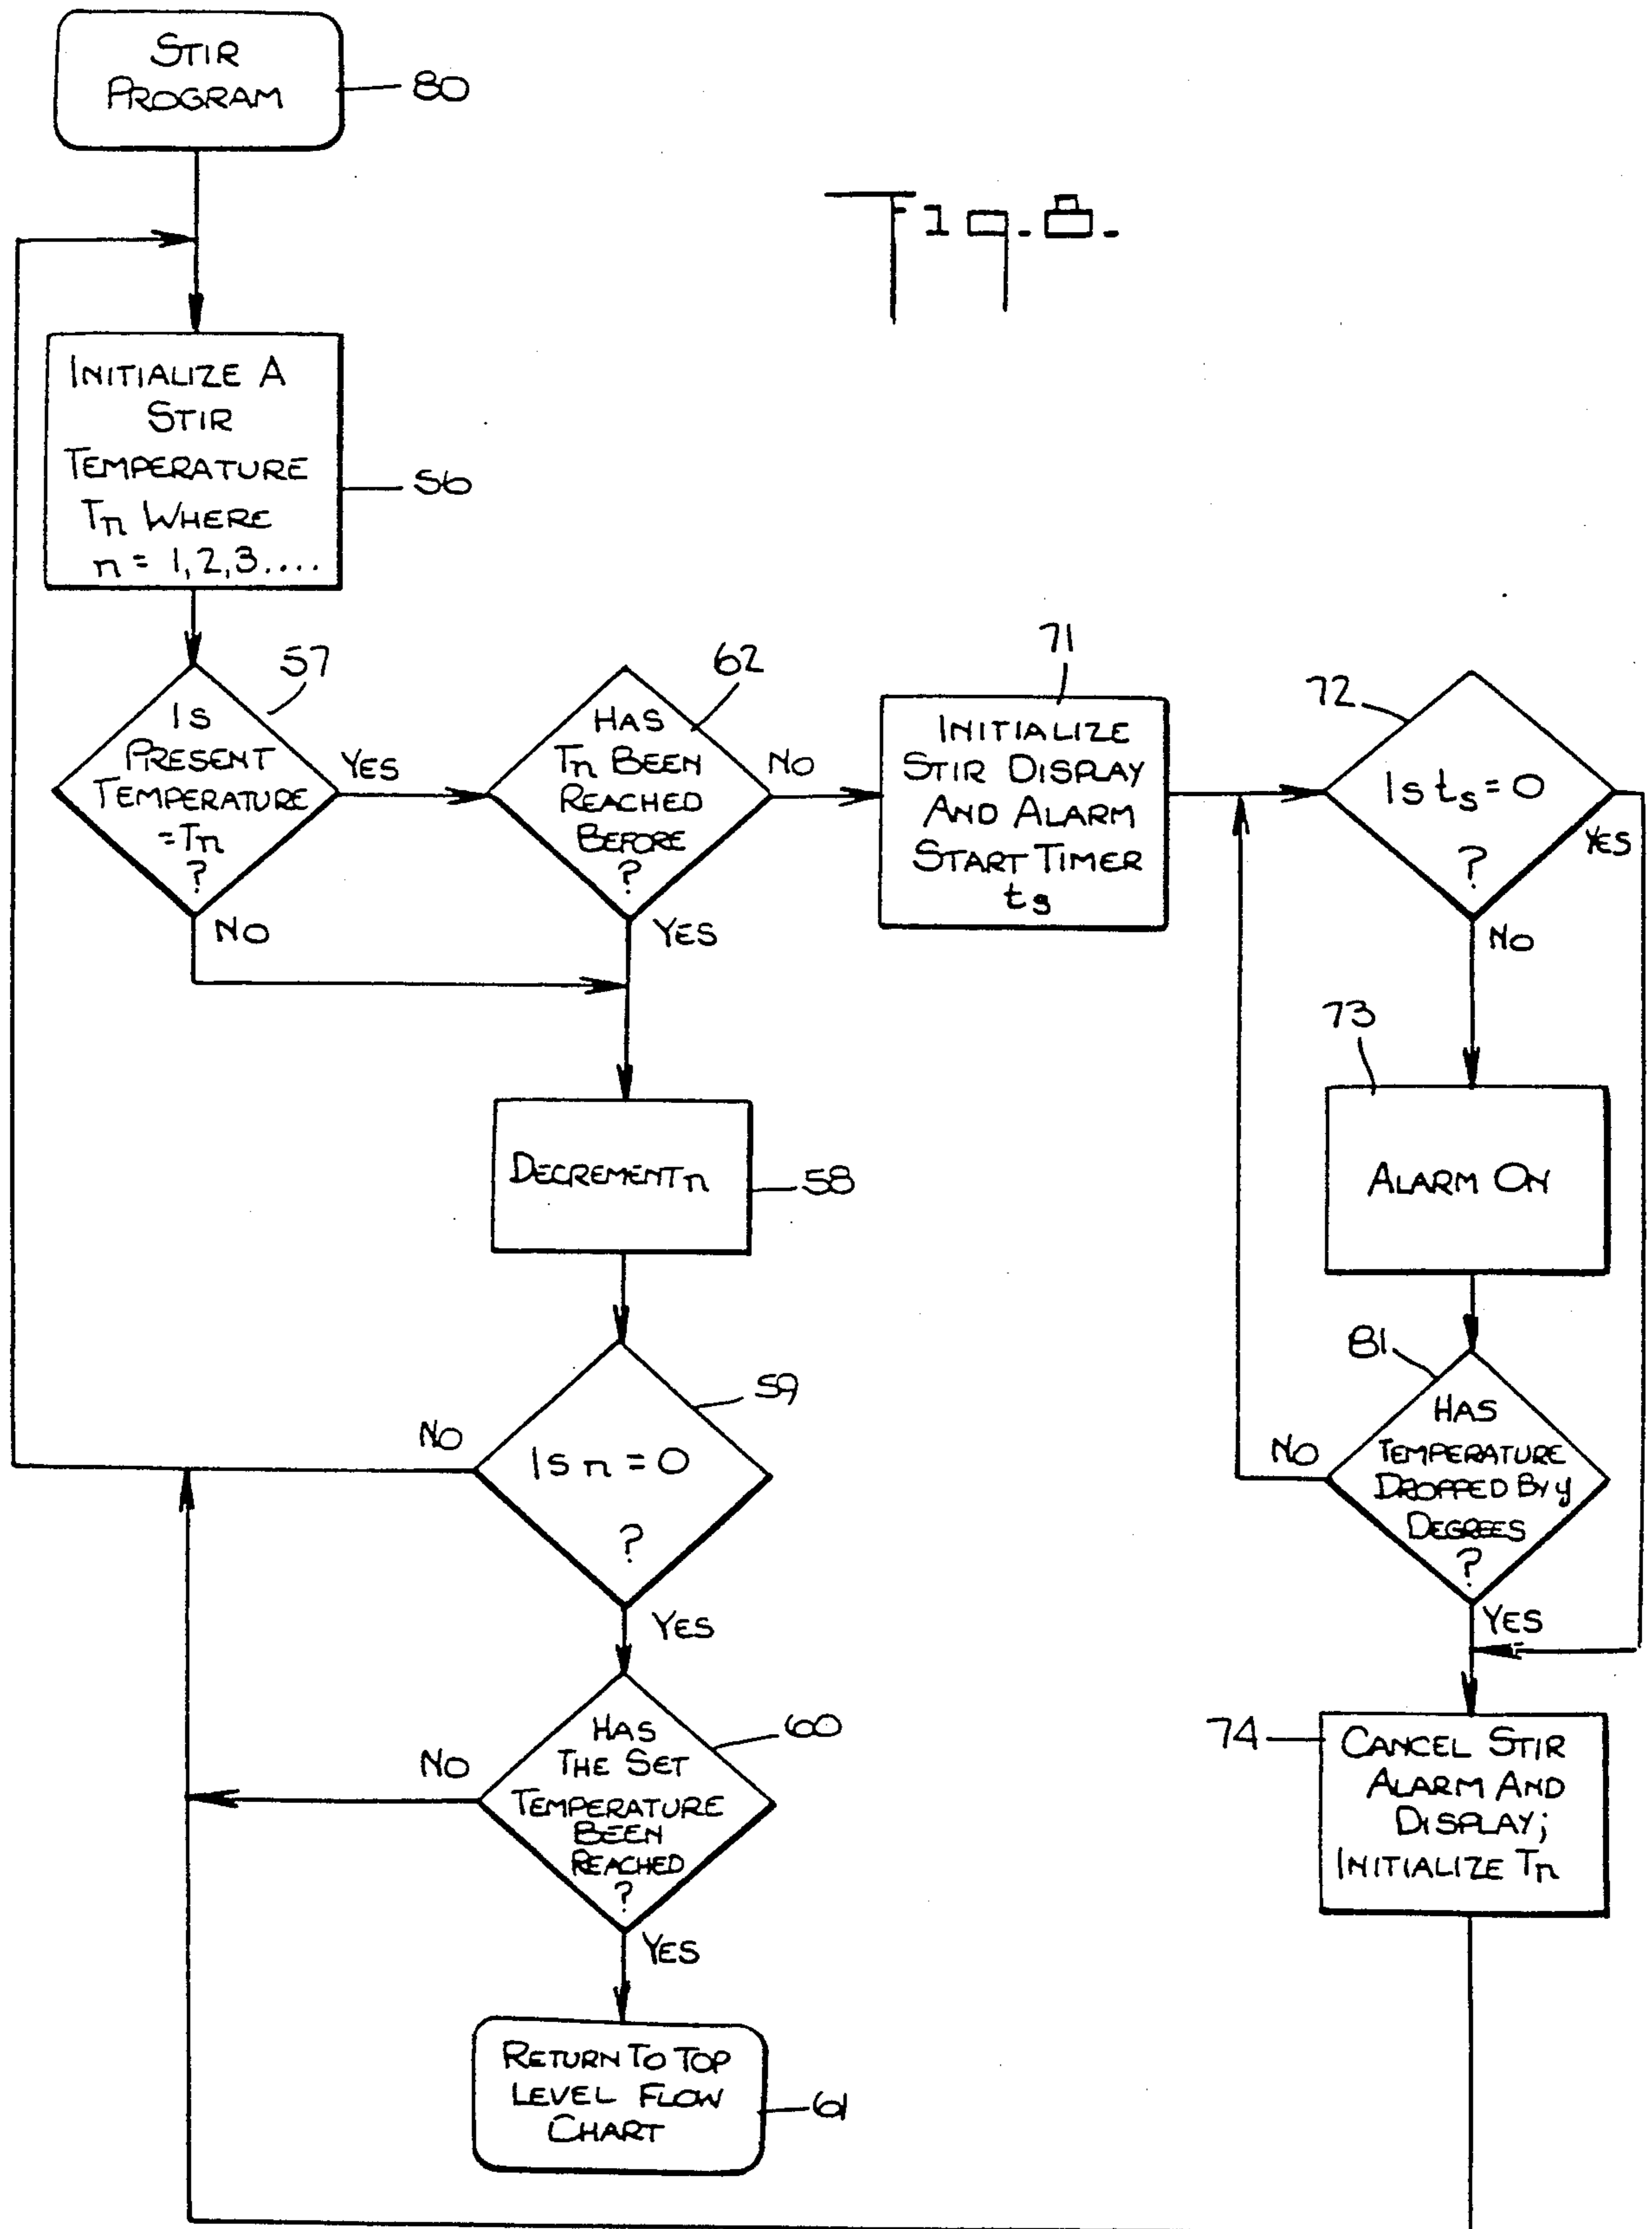 STIR
PROGRAM
80
Fig. 8.
INITIALIZE A
STIR
TEMPERATURE
Tn WHERE
n = 1,2,3....
56
57
IS
PRESENT
TEMPERATURE
=Tn
?
YES
NO
62
HAS
Tn BEEN
REACHED
BEFORE
?
NO
YES
71
INITIALIZE
STIR DISPLAY
AND ALARM
START TIMER
ts
72
Is ts = 0
?
YES
NO
73
ALARM ON
DECREMENT n
58
81
HAS
TEMPERATURE
DROPPED BY y
DEGREES
?
NO
YES
59
Is n = 0
?
NO
YES
60
HAS
THE SET
TEMPERATURE
BEEN
REACHED
?
NO
YES
74
CANCEL STIR
ALARM AND
DISPLAY;
INITIALIZE Tn
RETURN TO TOP
LEVEL FLOW
CHART
61